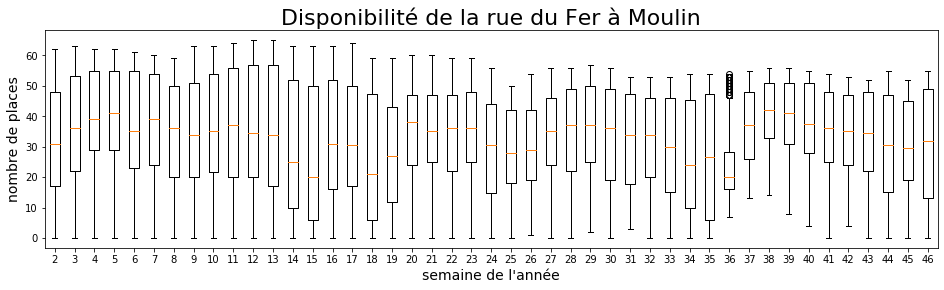 Disponibilité de la rue du Fer à Moulin
nombre de places
60
50
40
30
20
10
0
2 3 4 5 6 7 8 9 10 11 12 13 14 15 16 17 18 19 20 21 22 23 24 25 26 27 28 29 30 31 32 33 34 35 36 37 38 39 40 41 42 43 44 45 46
semaine de l'année